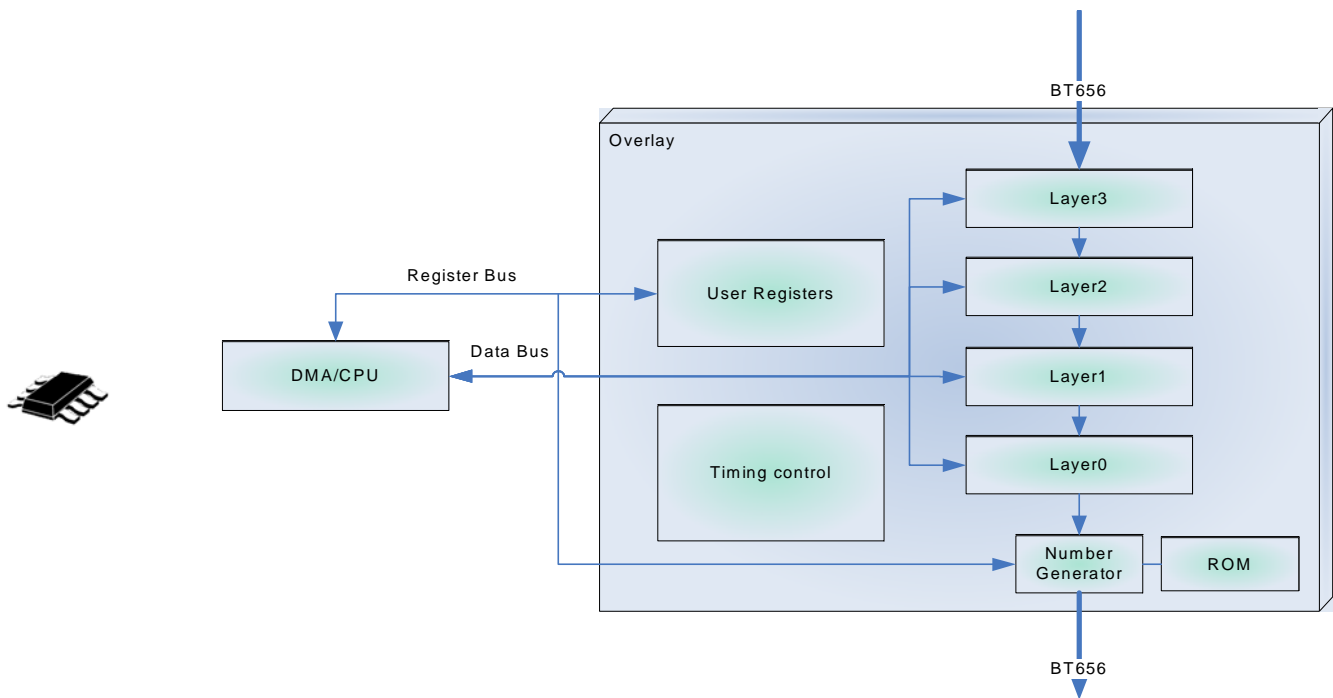 BT656
Overlay
Layer3
Register Bus
User Registers
Layer2
Data Bus
DMA/CPU
Layer1
Timing control
Layer0
Number
Generator
ROM
BT656